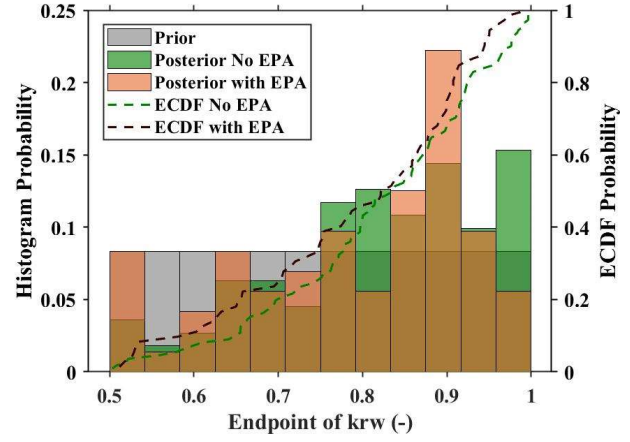 Prior
Posterior No EPA
Posterior with EPA
ECDF No EPA
ECDF with EPA
Histogram Probability
0.25
0.2
0.15
0.1
0.05
0
0.5
0.6
0.7
0.8
0.9
1
Endpoint of krw (-)
1
0.8
0.6
0.4
0.2
0
ECDF Probability